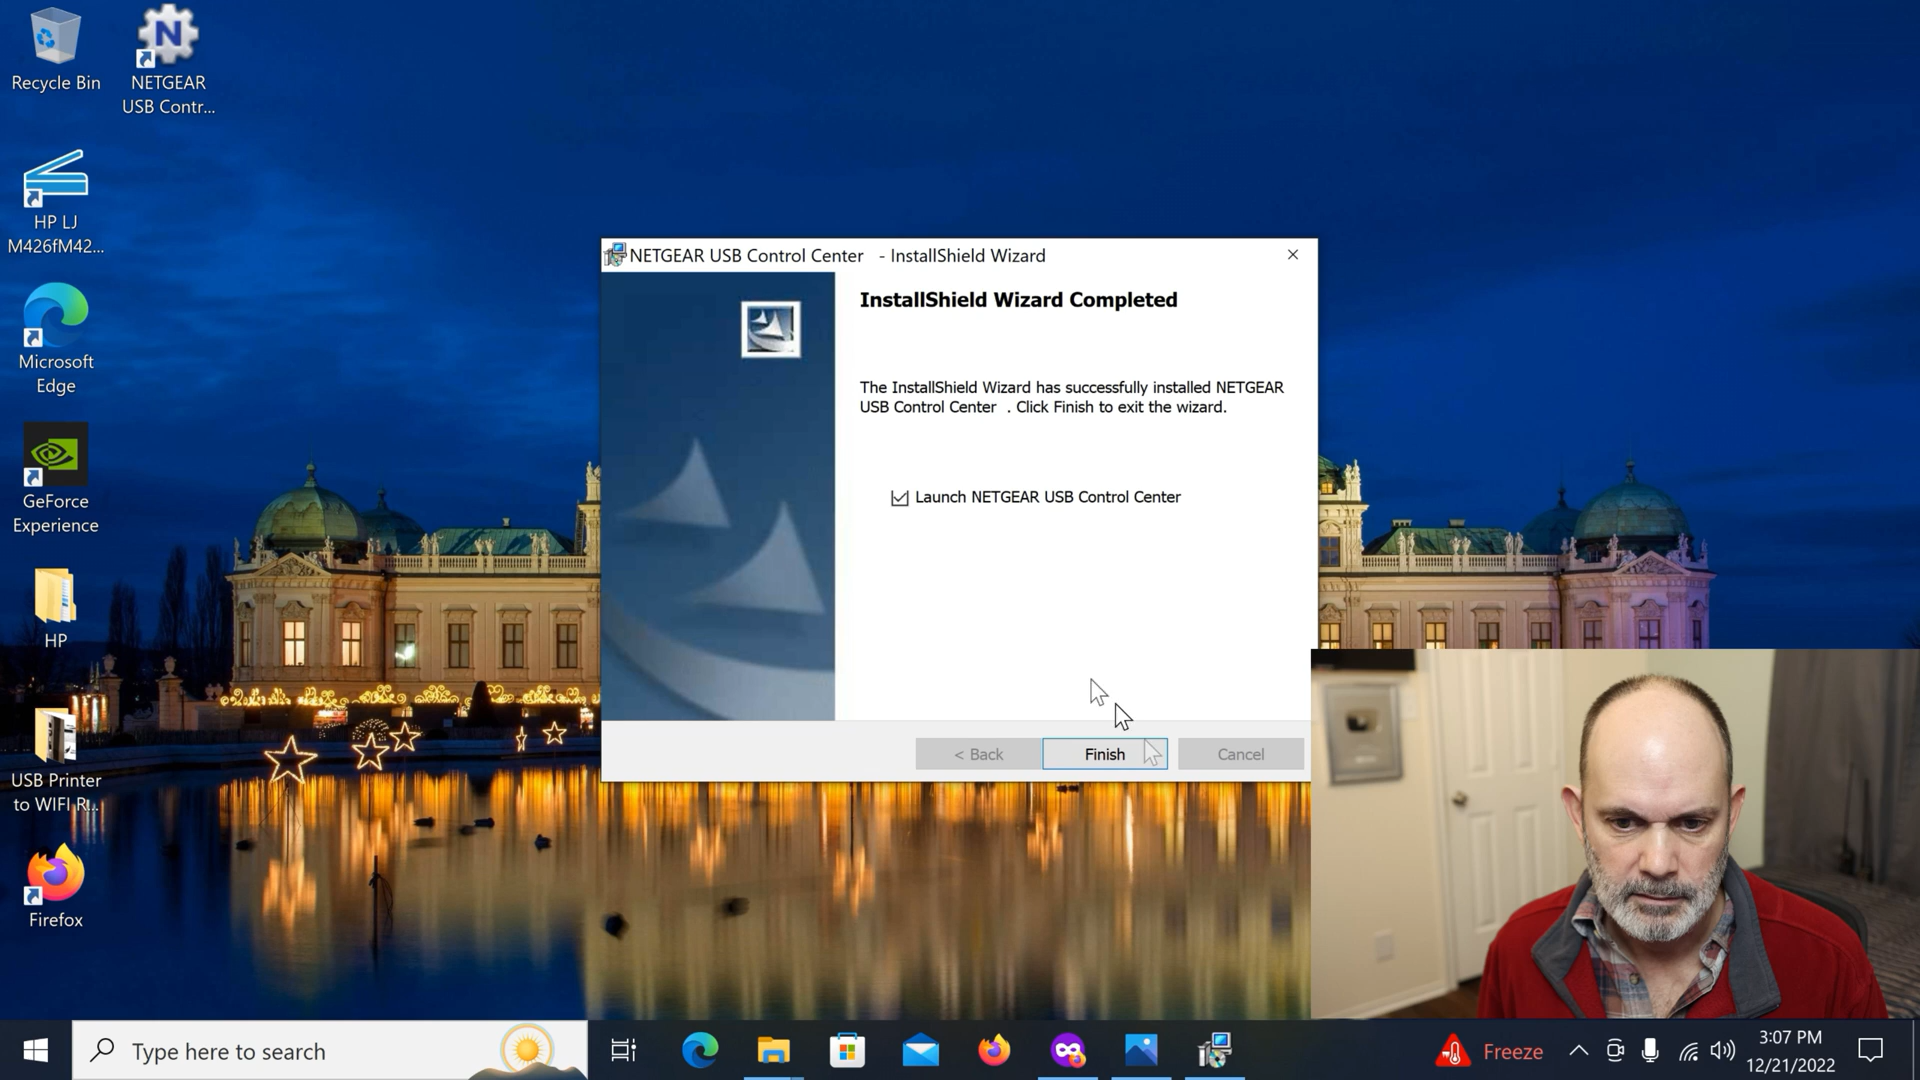 Recycle Bin
NETGEAR
USB Contr...
HP LJ
M426fM42...
Microsoft
Edge
GeForce
Experience
HP
USB Printer
to WIFI R...
Firefox
NETGEAR USB Control Center - InstallShield Wizard
InstallShield Wizard Completed
The InstallShield Wizard has successfully installed NETGEAR
USB Control Center . Click Finish to exit the wizard.
Launch NETGEAR USB Control Center
< Back
Finish
Cancel
Type here to search
Freeze
3:07 PM
12/21/2022